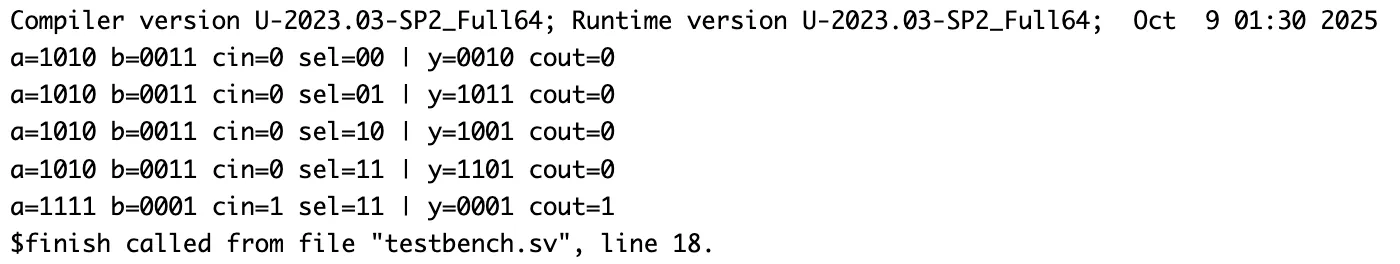 Compiler version U-2023.03-SP2_Full64; Runtime version U-2023.03-SP2_Full64;  Oct  9 01:30 2025
a=1010 b=0011 cin=0 sel=00 | y=0010 cout=0
a=1010 b=0011 cin=0 sel=01 | y=1011 cout=0
a=1010 b=0011 cin=0 sel=10 | y=1001 cout=0
a=1010 b=0011 cin=0 sel=11 | y=1101 cout=0
a=1111 b=0001 cin=1 sel=11 | y=0001 cout=1
$finish called from file "testbench.sv", line 18.